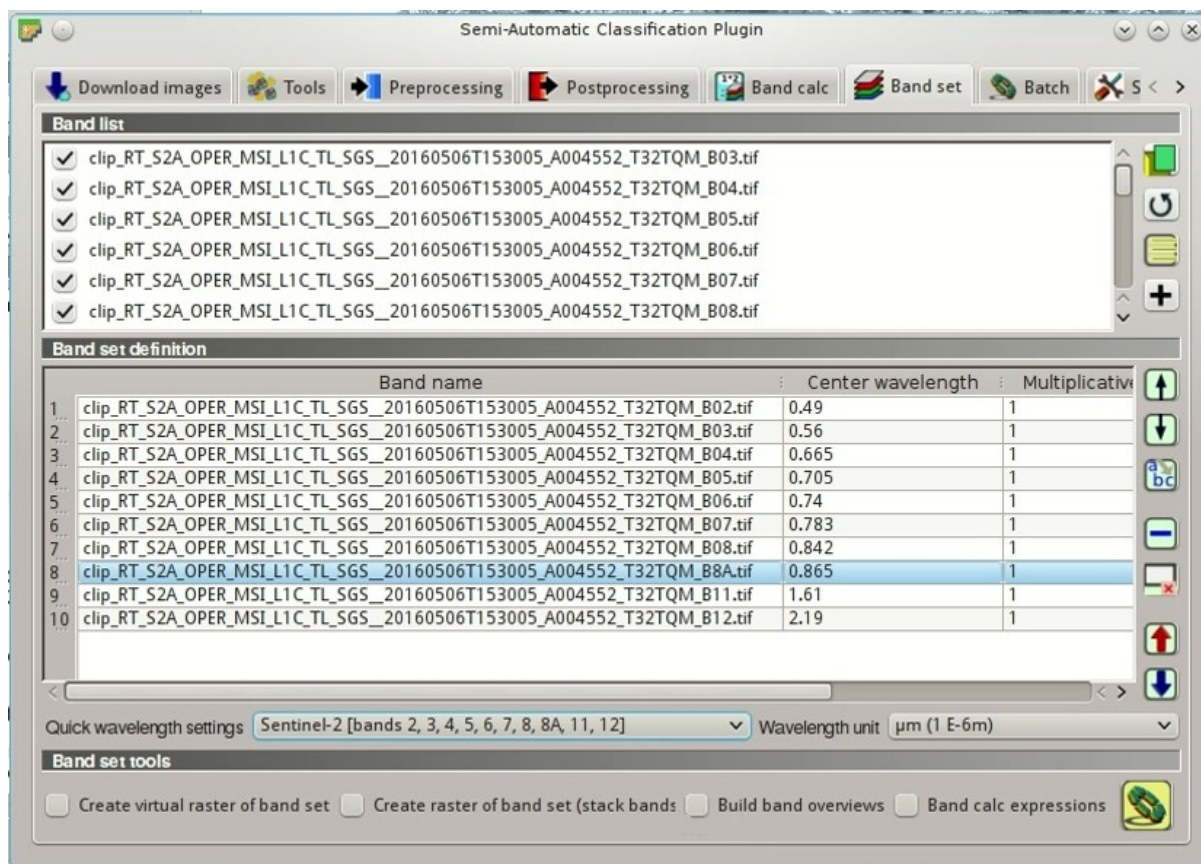 Semi-Automatic Classification Plugin
Download images Tools Preprocessing Postprocessing Band calc Band set Batch S
Band list
clip_RT_S2A_OPER_MSI_L1C_TL_SGS__20160506T153005_A004552_T32TQM_B03.tif
clip_RT_S2A_OPER_MSI_L1C_TL_SGS__20160506T153005_A004552_T32TQM_B04.tif
clip_RT_S2A_OPER_MSI_L1C_TL_SGS__20160506T153005_A004552_T32TQM_B05.tif
clip_RT_S2A_OPER_MSI_L1C_TL_SGS__20160506T153005_A004552_T32TQM_B06.tif
clip_RT_S2A_OPER_MSI_L1C_TL_SGS__20160506T153005_A004552_T32TQM_B07.tif
clip_RT_S2A_OPER_MSI_L1C_TL_SGS__20160506T153005_A004552_T32TQM_B08.tif
Band set definition
Band name Center wavelength Multiplicative
1 clip_RT_S2A_OPER_MSI_L1C_TL_SGS__20160506T153005_A004552_T32TQM_B02.tif 0.49 1
2 clip_RT_S2A_OPER_MSI_L1C_TL_SGS__20160506T153005_A004552_T32TQM_B03.tif 0.56 1
3 clip_RT_S2A_OPER_MSI_L1C_TL_SGS__20160506T153005_A004552_T32TQM_B04.tif 0.665 1
4 clip_RT_S2A_OPER_MSI_L1C_TL_SGS__20160506T153005_A004552_T32TQM_B05.tif 0.705 1
5 clip_RT_S2A_OPER_MSI_L1C_TL_SGS__20160506T153005_A004552_T32TQM_B06.tif 0.74 1
6 clip_RT_S2A_OPER_MSI_L1C_TL_SGS__20160506T153005_A004552_T32TQM_B07.tif 0.783 1
7 clip_RT_S2A_OPER_MSI_L1C_TL_SGS__20160506T153005_A004552_T32TQM_B08.tif 0.842 1
8 clip_RT_S2A_OPER_MSI_L1C_TL_SGS__20160506T153005_A004552_T32TQM_B8A.tif 0.865 1
9 clip_RT_S2A_OPER_MSI_L1C_TL_SGS__20160506T153005_A004552_T32TQM_B11.tif 1.61 1
10 clip_RT_S2A_OPER_MSI_L1C_TL_SGS__20160506T153005_A004552_T32TQM_B12.tif 2.19 1
Quick wavelength settings Sentinel-2 [bands 2, 3, 4, 5, 6, 7, 8, 8A, 11, 12] Wavelength unit µm (1 E-6m)
Band set tools
Create virtual raster of band set Create raster of band set (stack bands Build band overviews Band calc expressions